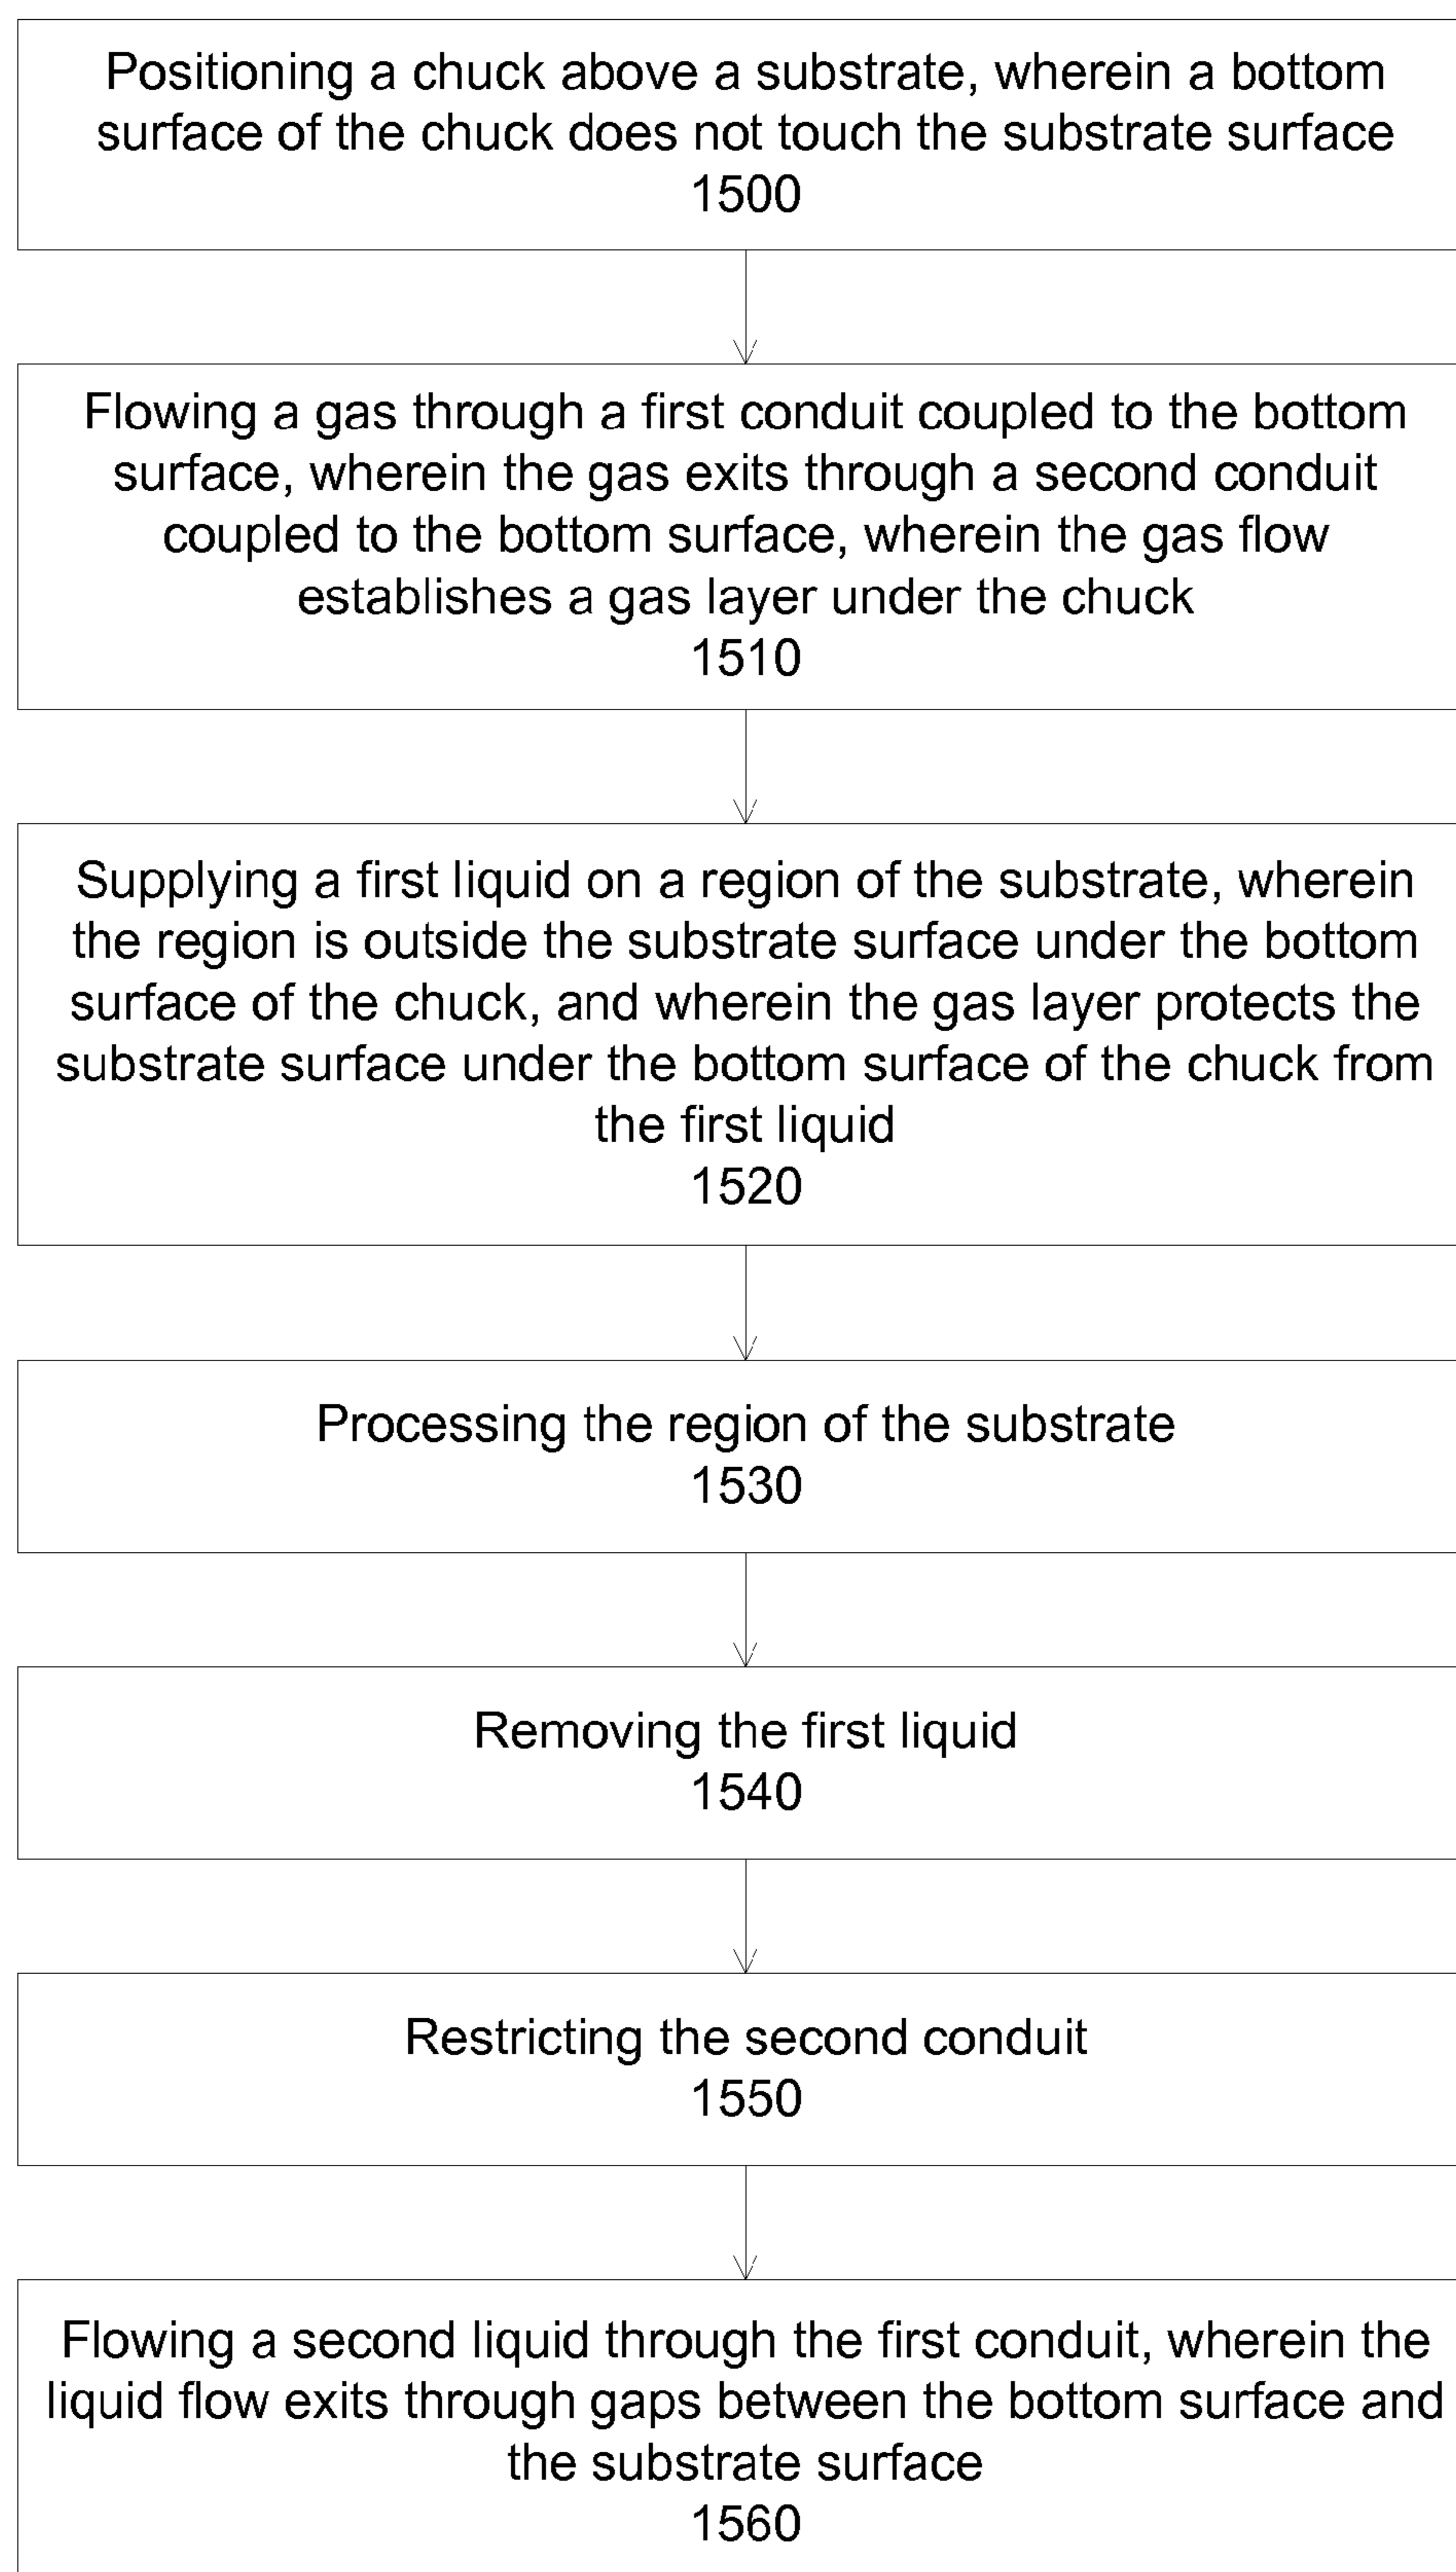 Positioning a chuck above a substrate, wherein a bottom
surface of the chuck does not touch the substrate surface
1500
Flowing a gas through a first conduit coupled to the bottom
surface, wherein the gas exits through a second conduit
coupled to the bottom surface, wherein the gas flow
establishes a gas layer under the chuck
1510
Supplying a first liquid on a region of the substrate, wherein
the region is outside the substrate surface under the bottom
surface of the chuck, and wherein the gas layer protects the
substrate surface under the bottom surface of the chuck from
the first liquid
1520
Processing the region of the substrate
1530
Removing the first liquid
1540
Restricting the second conduit
1550
Flowing a second liquid through the first conduit, wherein the
liquid flow exits through gaps between the bottom surface and
the substrate surface
1560